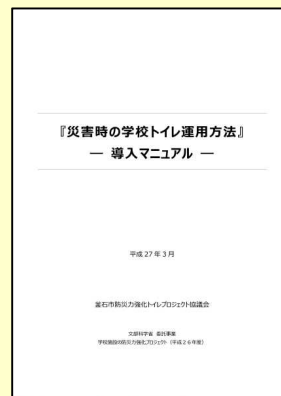 『災害時の学校トイレ運用方法』
― 導入マニュアル ―
平成 27 年 3 月
釜石市防災力強化トイレプロジェクト協議会
文部科学省 委託事業
学校施設の防災力強化プロジェクト（平成２６年度）